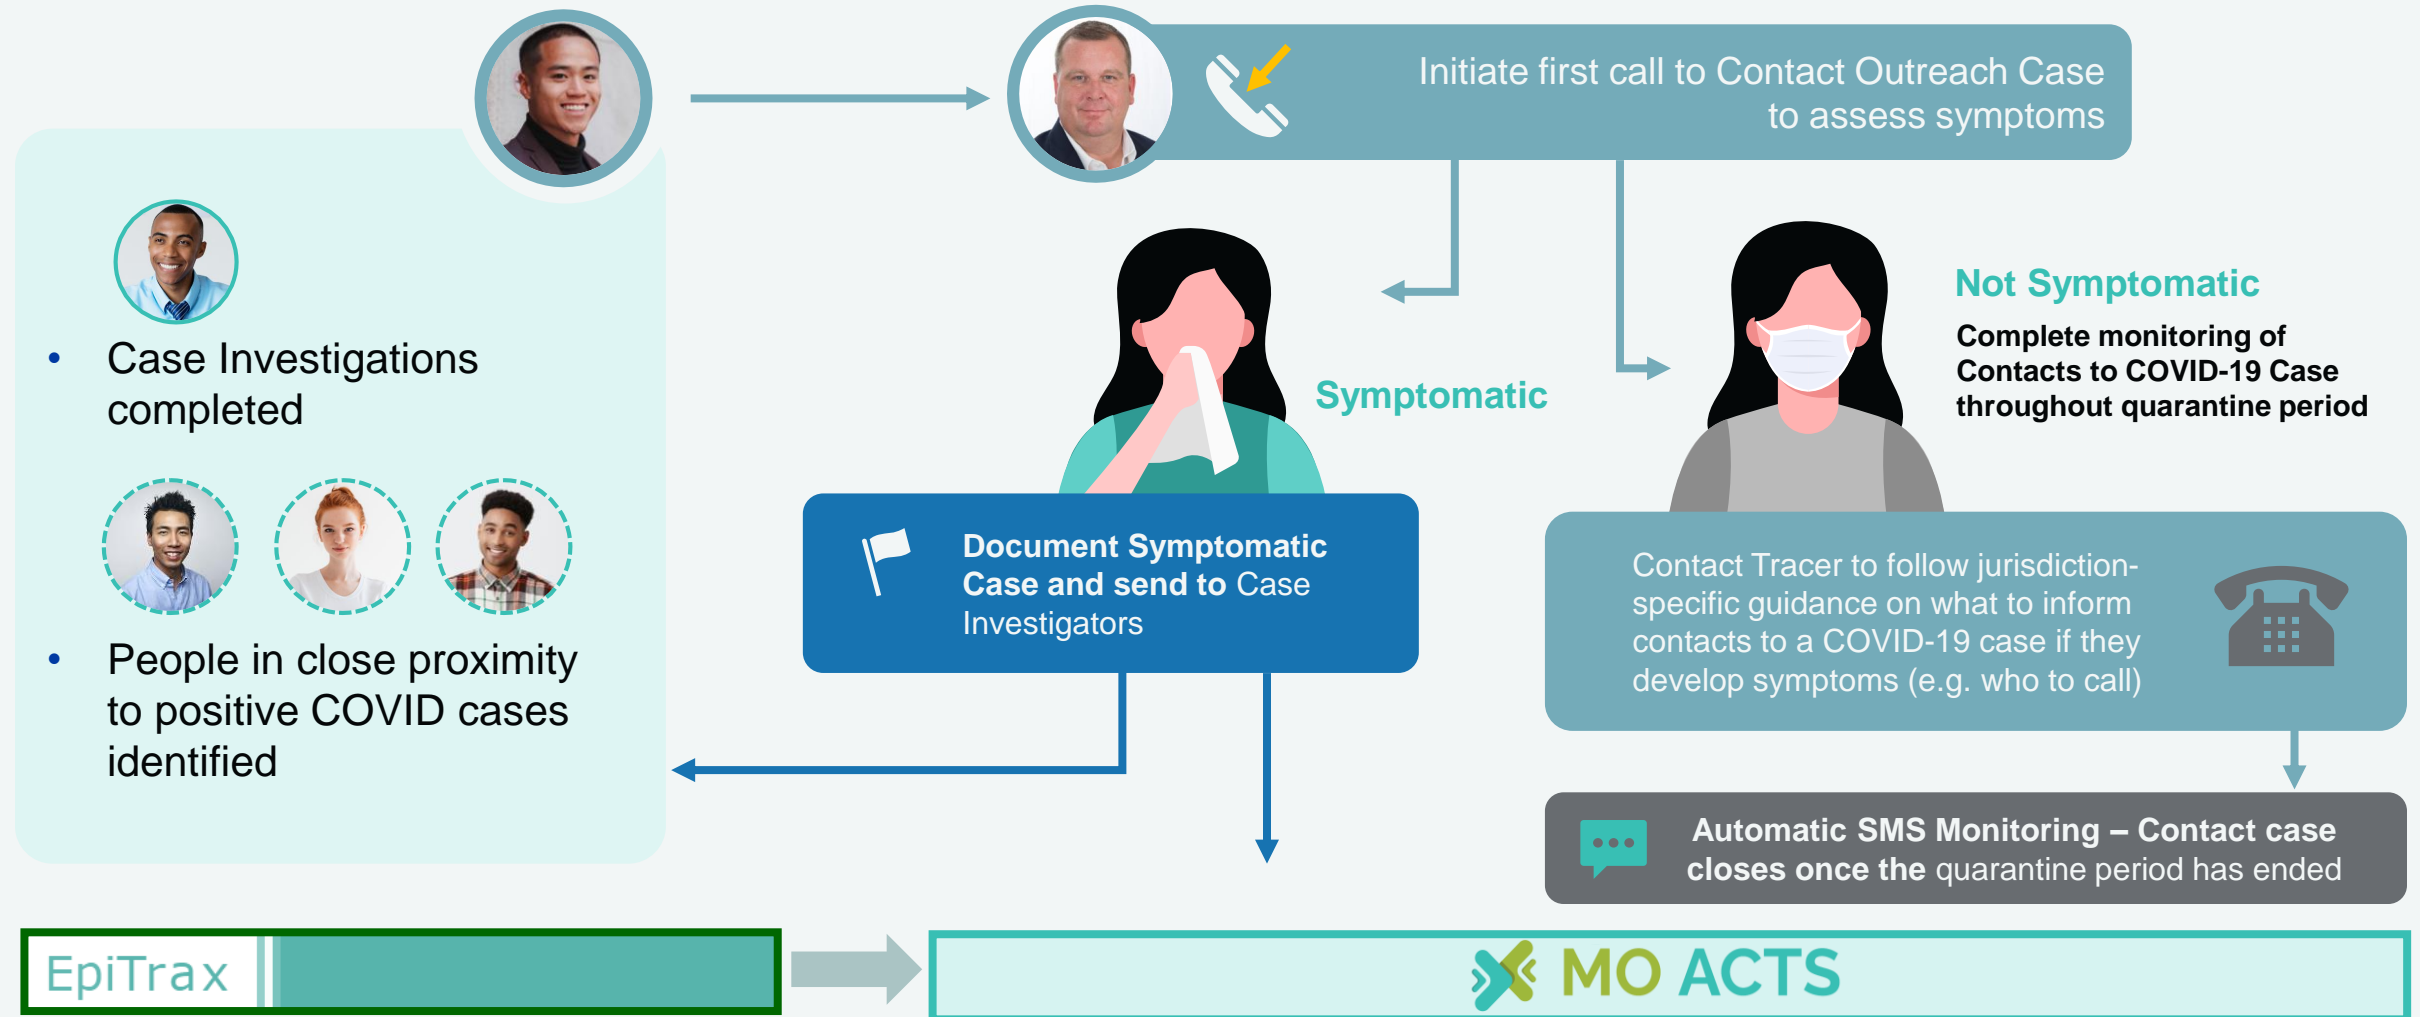 Initiate first call to Contact Outreach Case
to assess symptoms
• Case Investigations
completed
• People in close proximity
to positive COVID cases
identified
Symptomatic
Document Symptomatic
Case and send to Case
Investigators
Not Symptomatic
Complete monitoring of
Contacts to COVID-19 Case
throughout quarantine period
Contact Tracer to follow jurisdiction-
specific guidance on what to inform
contacts to a COVID-19 case if they
develop symptoms (e.g. who to call)
Automatic SMS Monitoring – Contact case
closes once the quarantine period has ended
EpiTrax
MO ACTS